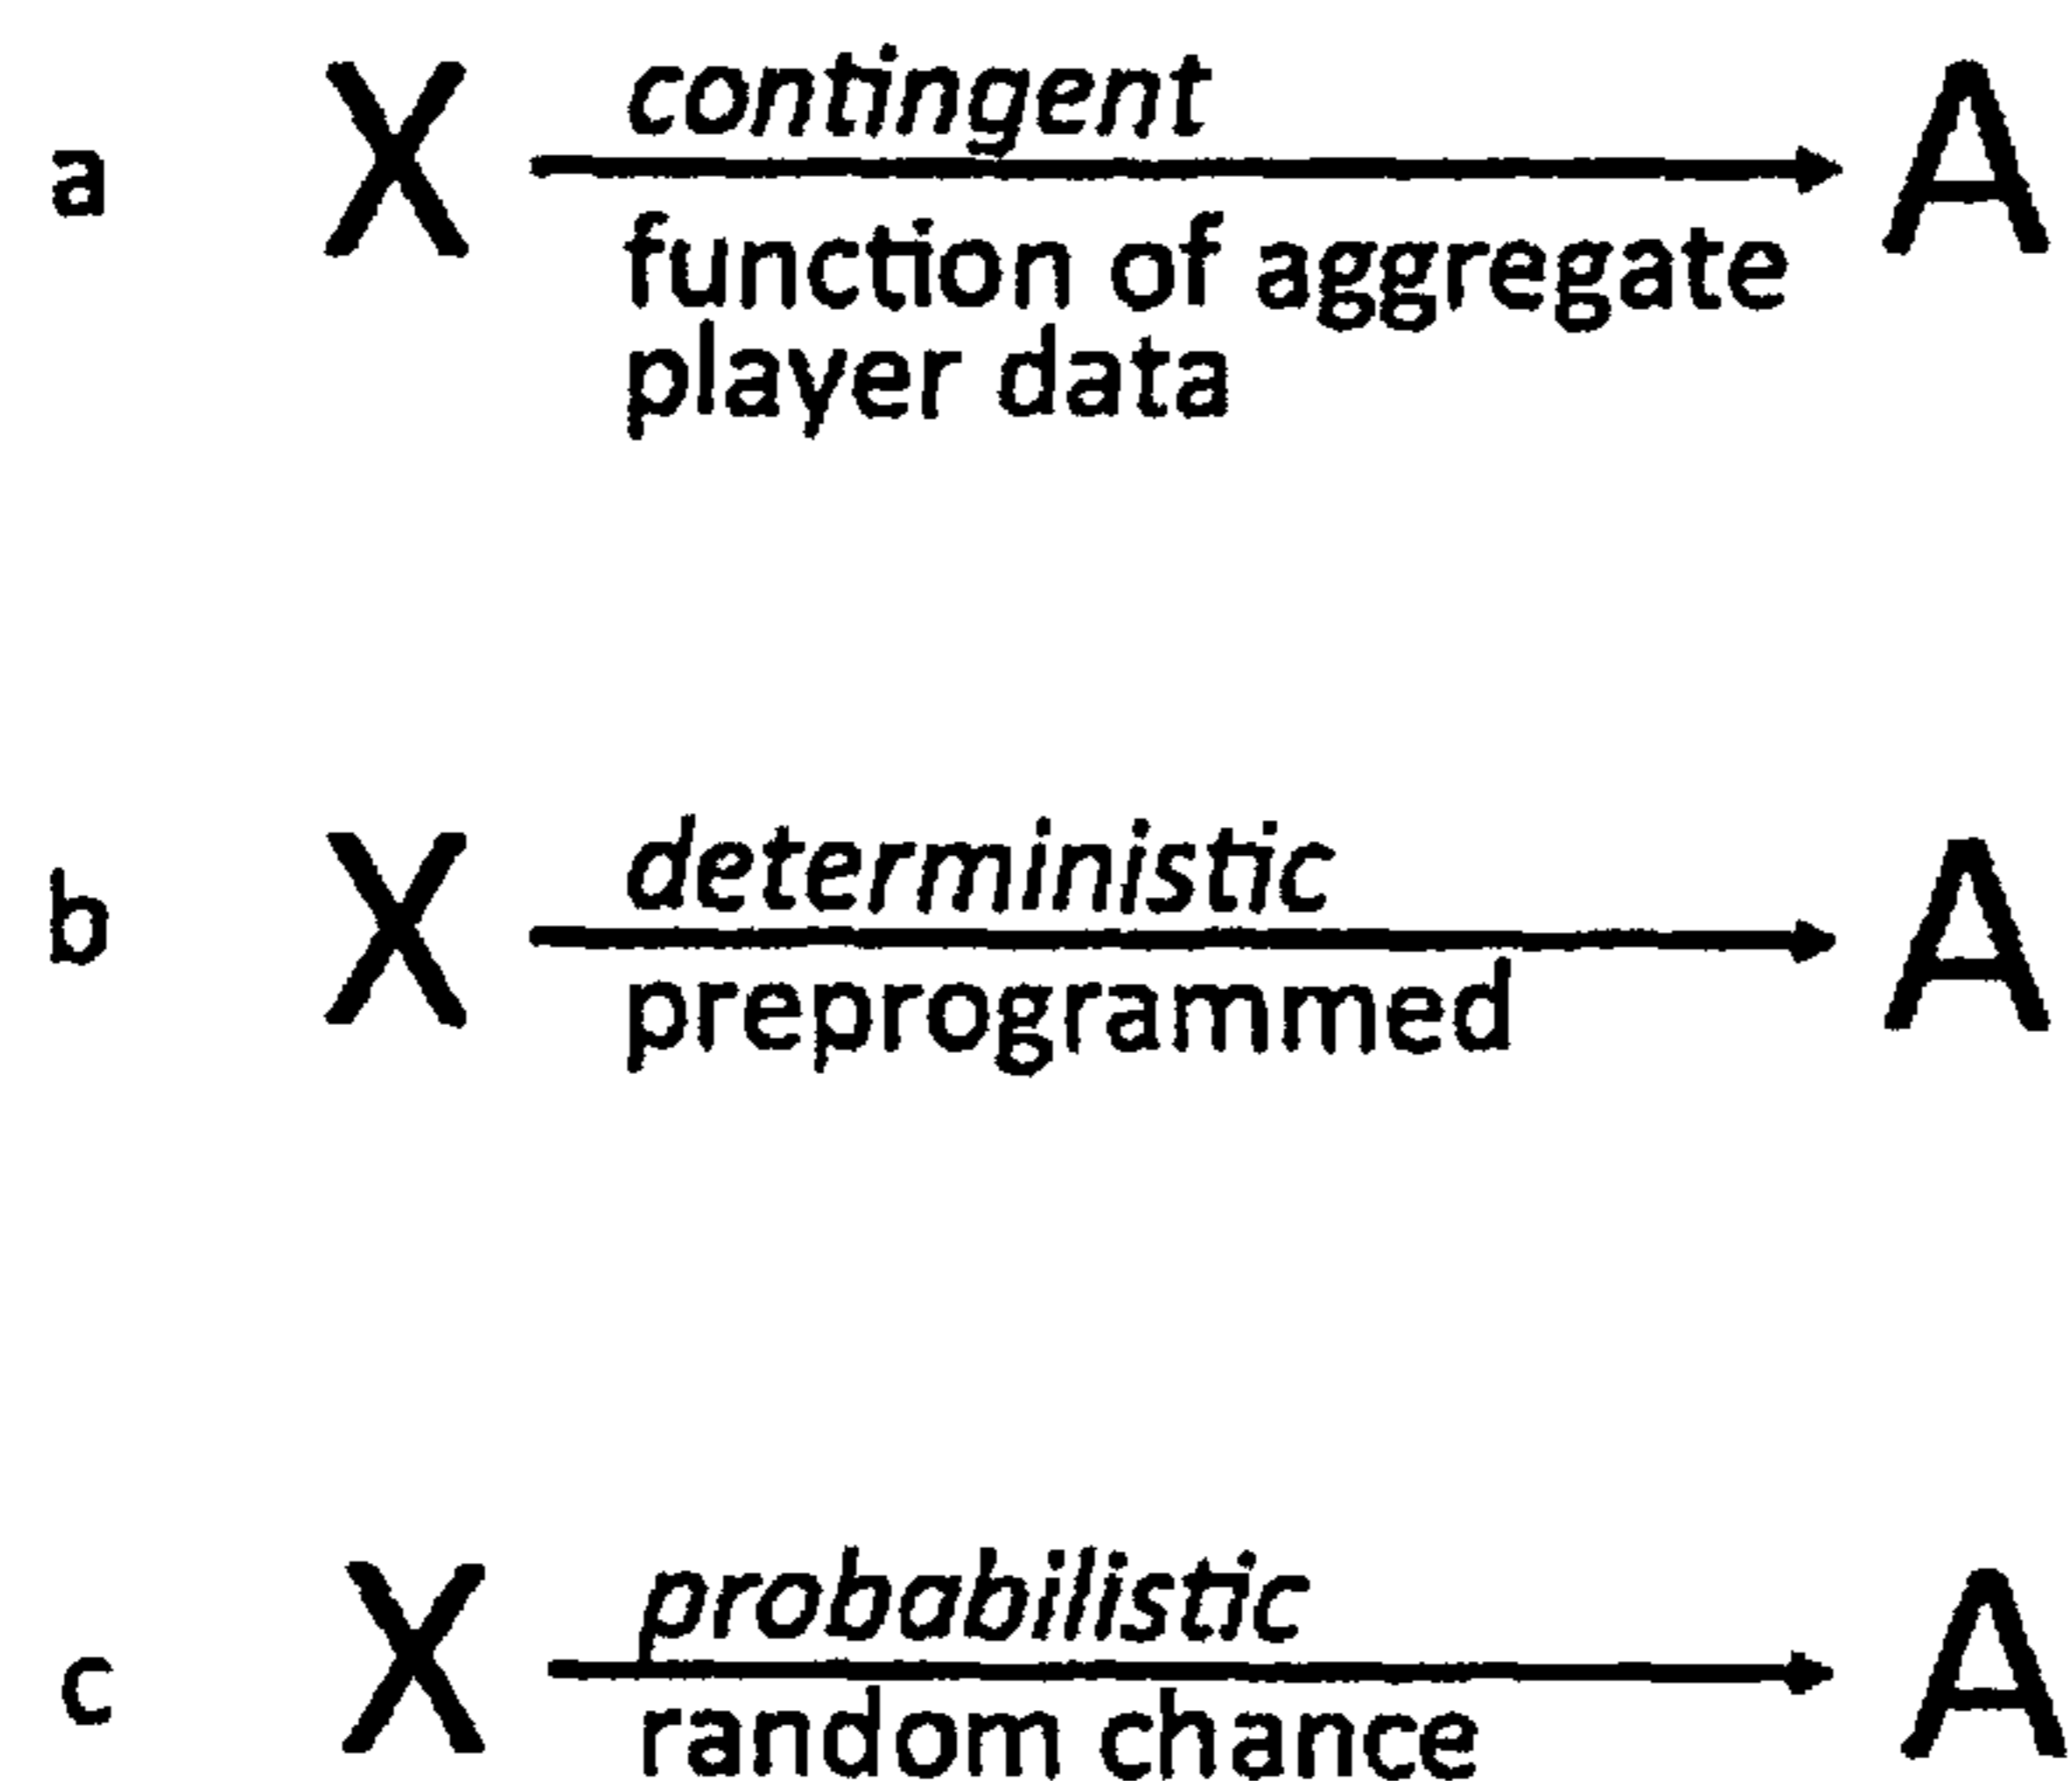 a X contingent A
function of aggregate
player data
b X deterministic A
preprogrammed
c X probabilistic A
random chance